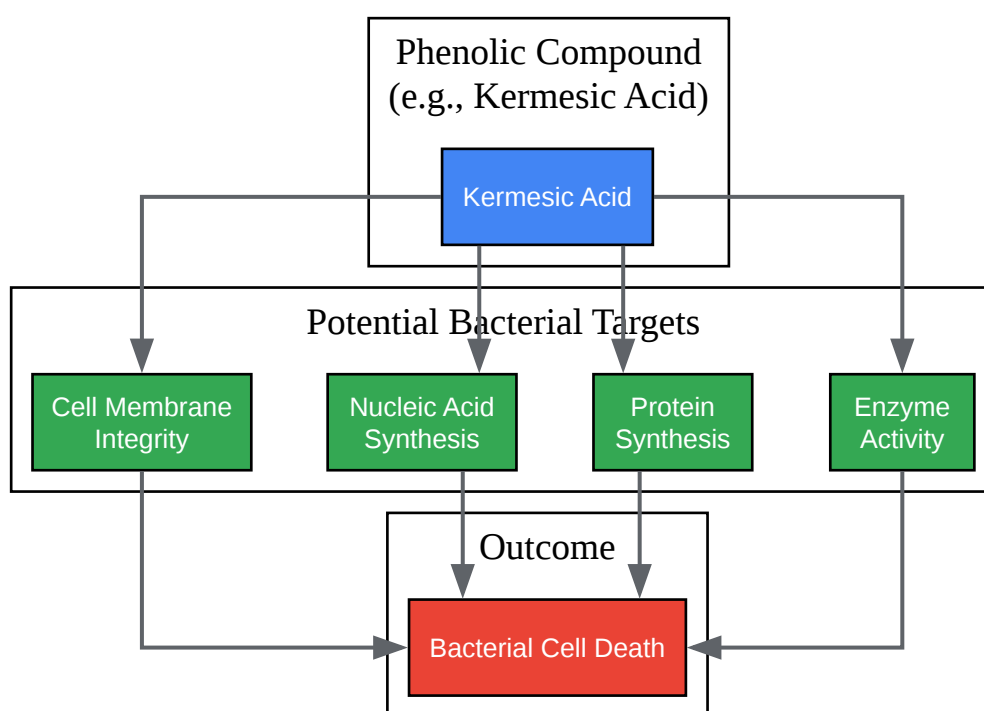 Phenolic Compound
(e.g., Kermesic Acid)
Kermesic Acid
Potential Bacterial Targets
Cell Membrane
Integrity
Nucleic Acid
Synthesis
Protein
Synthesis
Enzyme
Activity
Outcome
Bacterial Cell Death